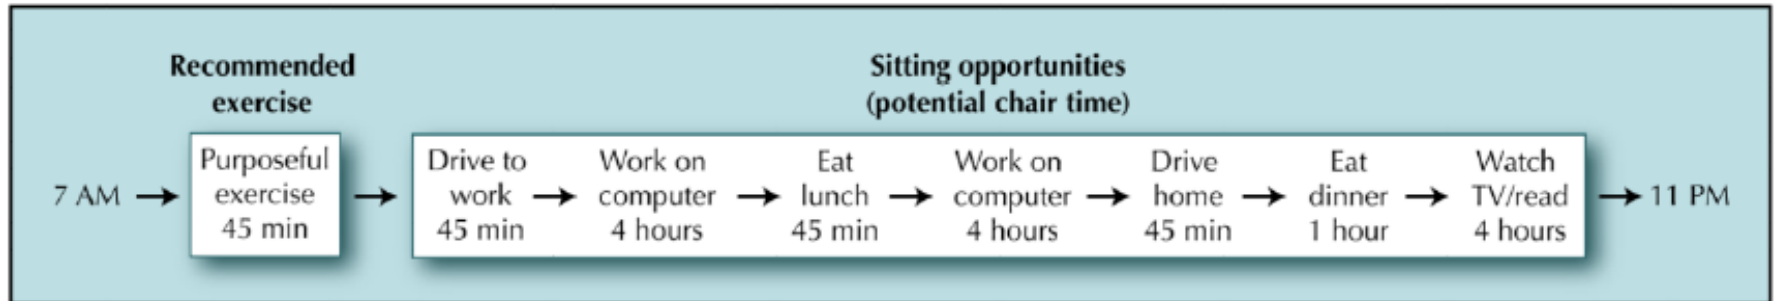 Recommended
exercise
Sitting opportunities
(potential chair time)
7 AM
Purposeful
exercise
45 min
Drive to
work
45 min
Work on
computer
4 hours
Eat
lunch
45 min
Work on
computer
4 hours
Drive
home
45 min
Eat
dinner
1 hour
Watch
TV/read
4 hours
11 PM